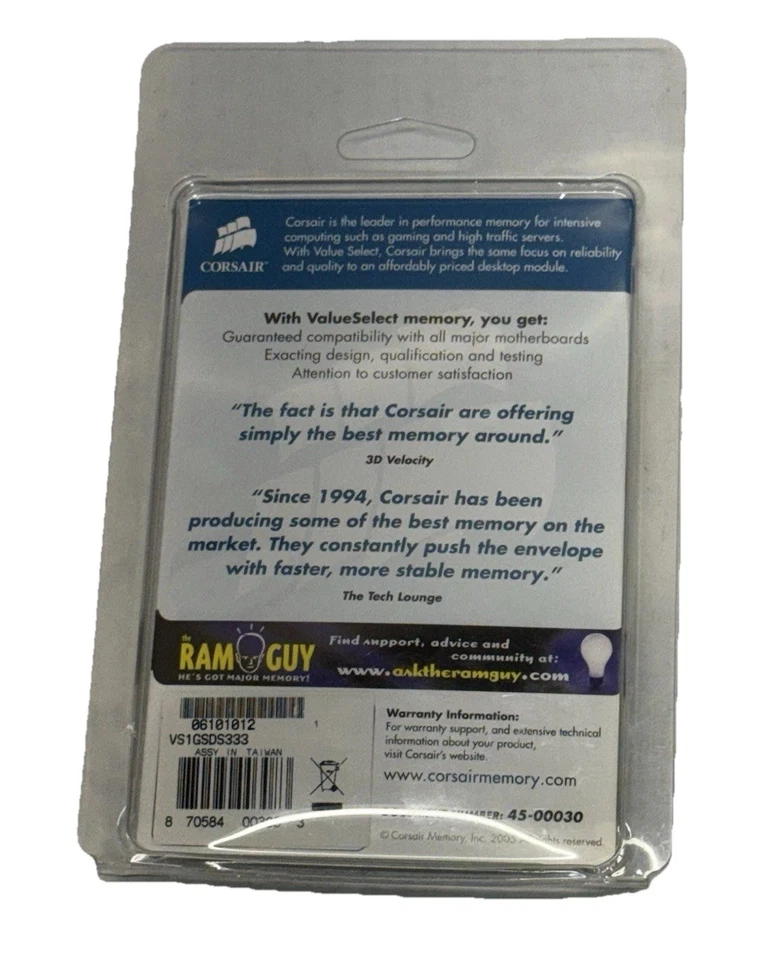 CORSAIR
Corsair is the leader in performance memory for intensive
computing such as gaming and high traffic servers.
With Value Select, Corsair brings the same focus on reliability
and quality to an affordably priced desktop module.
With ValueSelect memory, you get:
Guaranteed compatibility with all major motherboards
Exacting design, qualification and testing
Attention to customer satisfaction
"The fact is that Corsair are offering
simply the best memory around."
3D Velocity
"Since 1994, Corsair has been
producing some of the best memory on the
market. They constantly push the envelope
with faster, more stable memory."
The Tech Lounge
the
RAM GUY
HE'S GOT MAJOR MEMORY!
Find support, advice and
community at:
www.asktheramguy.com
06101012
1
VS1GSDS333
ASSY IN TAIWAN
8 70584 3
Warranty Information:
For warranty support, and extensive technical
information about your product,
visit Corsair's website.
www.corsairmemory.com
NUMBER: 45-00030
© Corsair Memory, Inc. 2005 rights reserved.